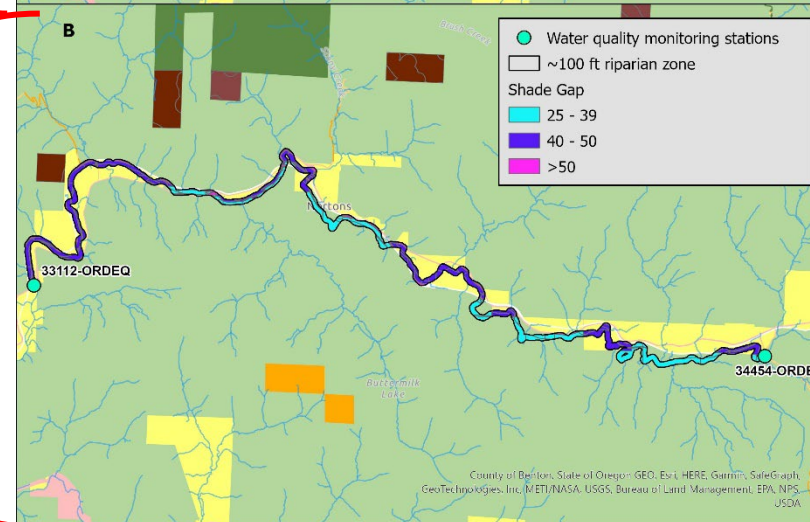 B
Water quality monitoring stations
~100 ft riparian zone
Shade Gap
25 - 39
40 - 50
>50
Nortons
33112-ORDEQ
34454-ORDE
Buttermilk
Lake
County of Benton, State of Oregon GEO, Esri, HERE, Garmin, SafeGraph,
GeoTechnologies, Inc, METI/NASA, USGS, Bureau of Land Management, EPA, NPS,
USDA